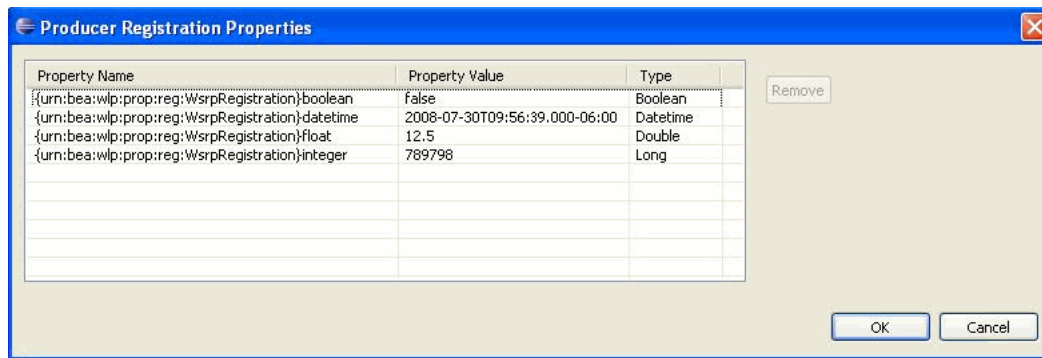 Producer Registration Properties
Property Name Property Value Type
{urn:bea:wlp:prop:reg:WsrpRegistration}boolean false Boolean
{urn:bea:wlp:prop:reg:WsrpRegistration}datetime 2008-07-30T09:56:39.000-06:00 Datetime
{urn:bea:wlp:prop:reg:WsrpRegistration}float 12.5 Double
{urn:bea:wlp:prop:reg:WsrpRegistration}integer 789798 Long
Remove
OK Cancel